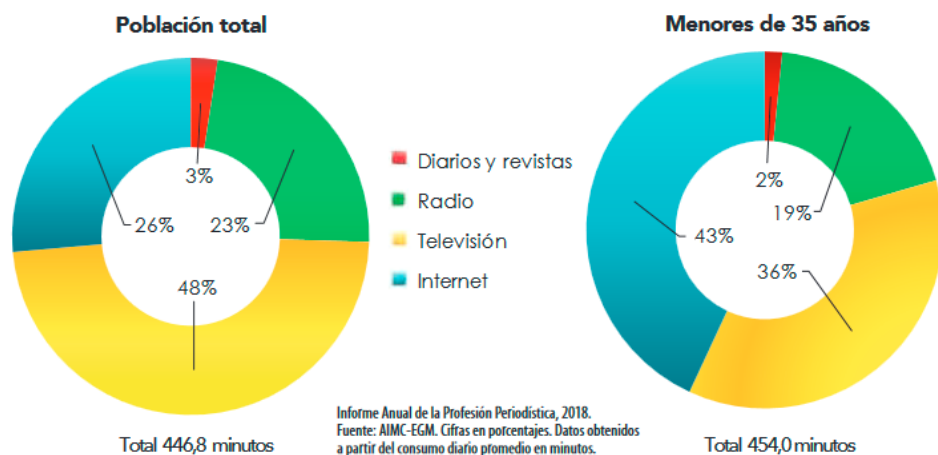 Población total
3%
26%
23%
48%
Total 446,8 minutos
Diarios y revistas
Radio
Televisión
Internet
Menores de 35 años
2%
19%
43%
36%
Total 454,0 minutos
Informe Anual de la Profesión Periodística, 2018.
Fuente: AIMC-EGM. Cifras en porcentajes. Datos obtenidos
a partir del consumo diario promedio en minutos.